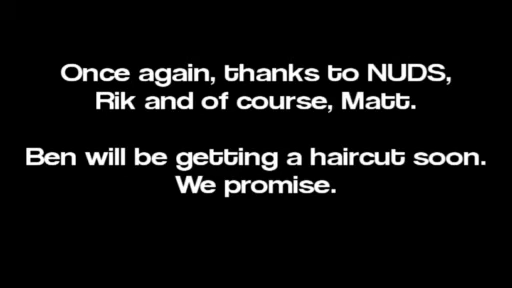 Once again, thanks to NUDS,
Rik and of course, Matt.
Ben will be getting a haircut soon.
We promise.